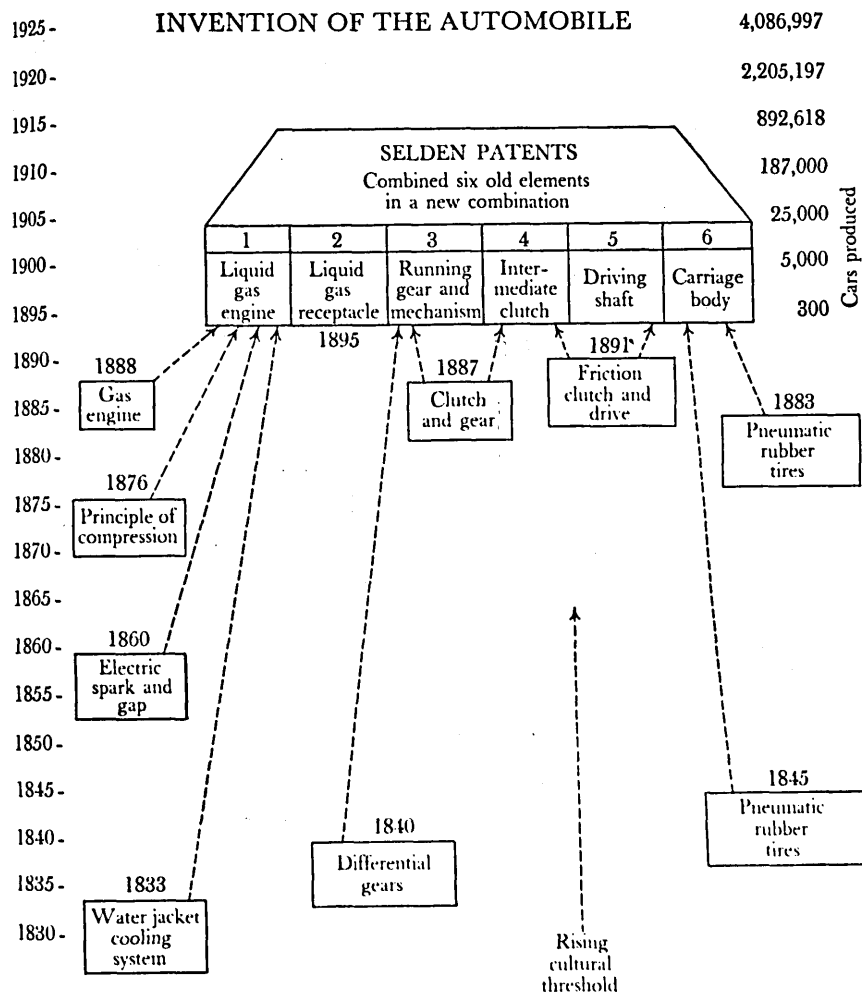 INVENTION OF THE AUTOMOBILE
1925-
1920-
1915-
1910-
1905-
1900-
1895-
1890-
1885-
1880-
1875-
1870-
1865-
1860-
1855-
1850-
1845-
1840-
1835-
1830-
4,086,997
2,205,197
892,618
187,000
25,000
5,000
300
Cars produced
SELDEN PATENTS
Combined six old elements
in a new combination
1
Liquid
gas
engine
2
Liquid
gas
receptacle
3
Running
gear and
mechanism
4
Inter-
mediate
clutch
5
Driving
shaft
6
Carriage
body
1895
1888
Gas
engine
1887
Clutch
and gear
1891
Friction
clutch and
drive
1883
Pneumatic
rubber
tires
1876
Principle of
compression
1860
Electric
spark and
gap
1845
Pneumatic
rubber
tires
1840
Differential
gears
1833
Water jacket
cooling
system
Rising
cultural
threshold